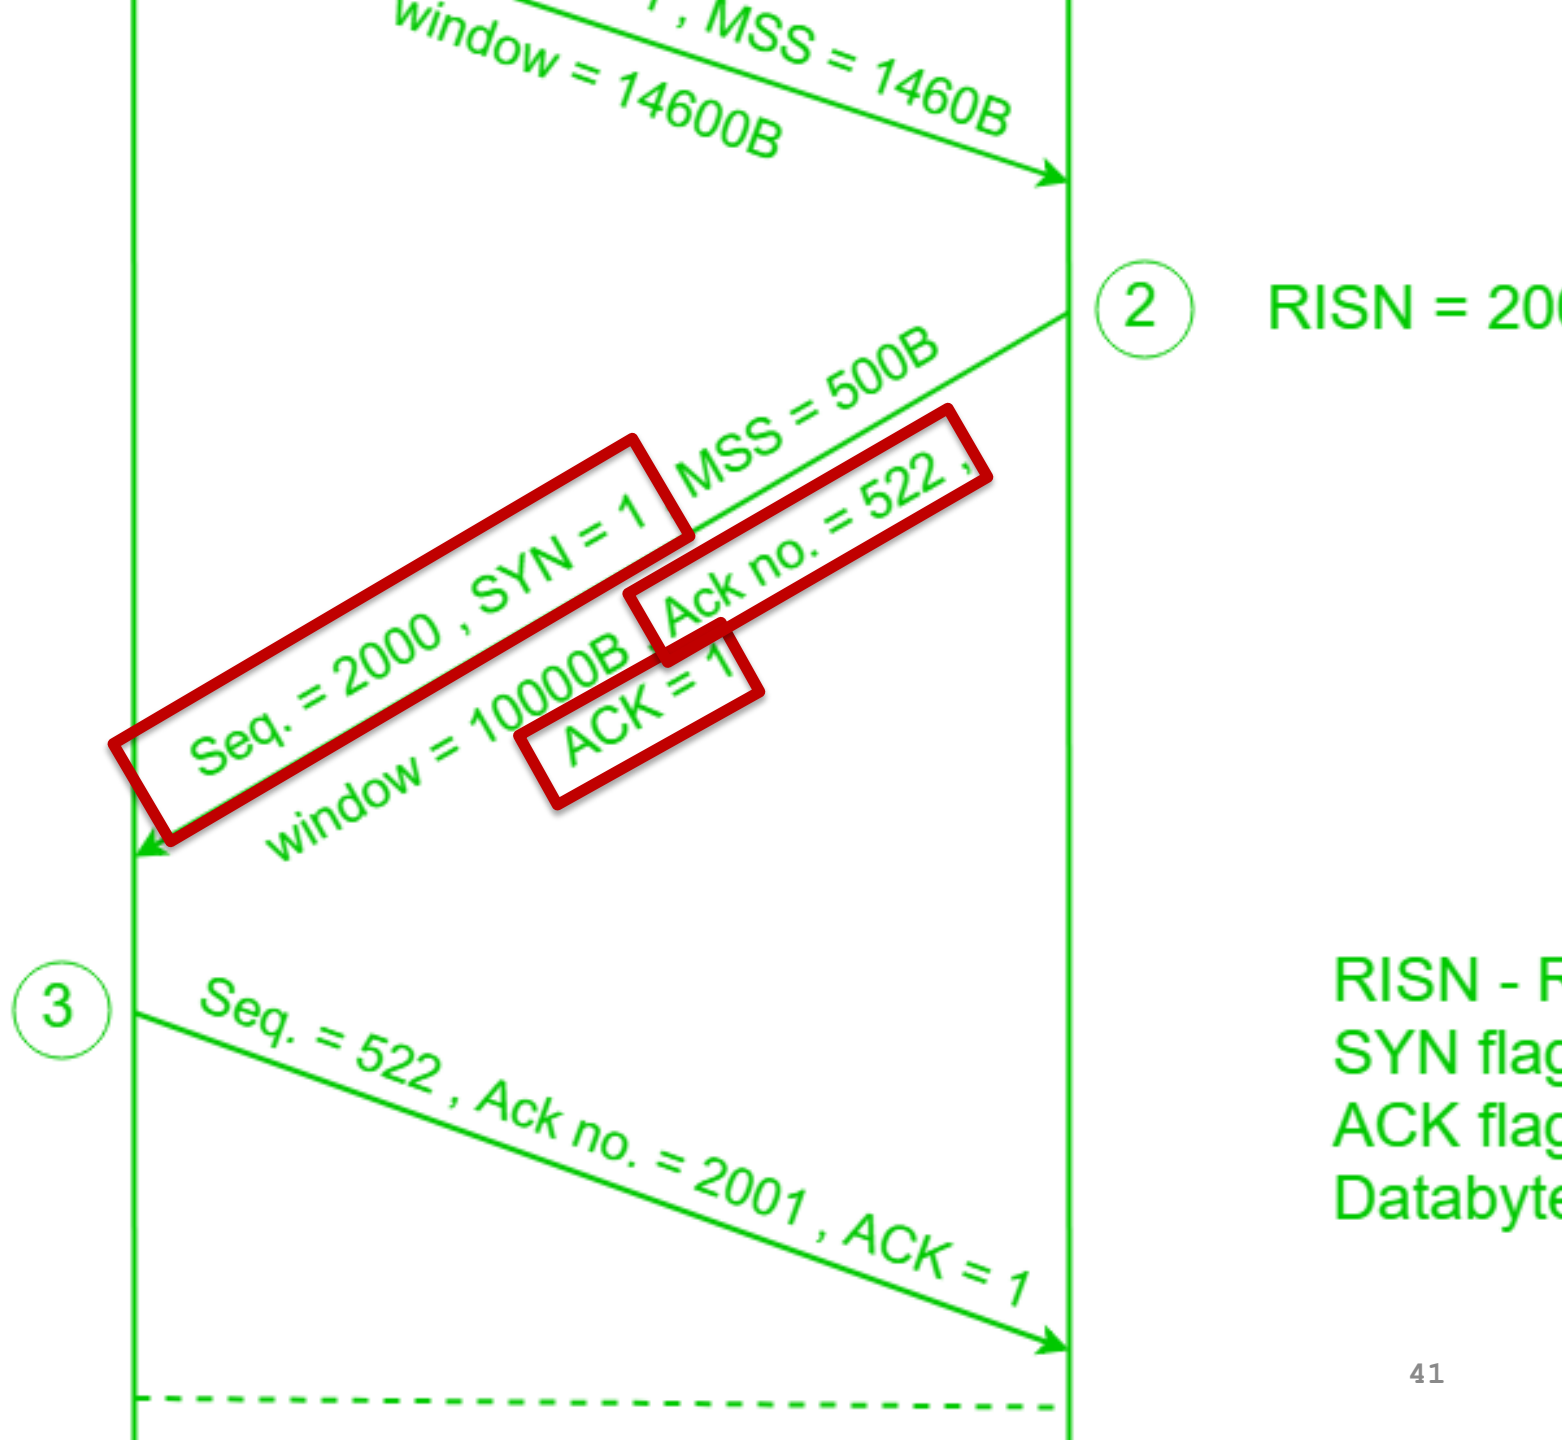 , MSS = 1460B
window = 14600B
2
RISN = 200
MSS = 500B
Seq. = 2000 , SYN = 1
Ack no. = 522 ,
window = 10000B
ACK = 1
3
Seq. = 522 , Ack no. = 2001 , ACK = 1
RISN - R
SYN flag
ACK flag
Databyte
41